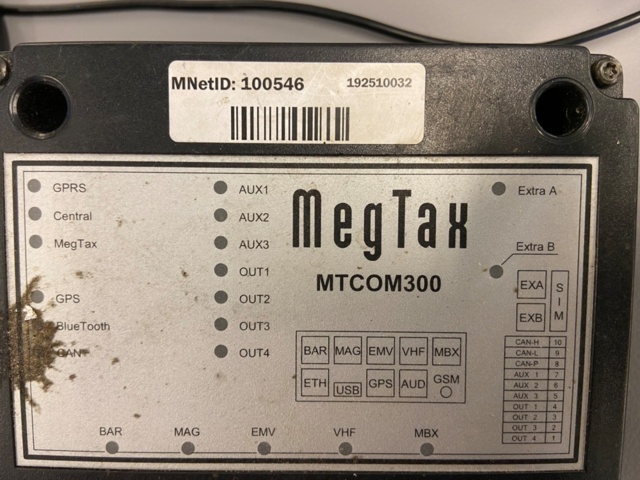 MNetID: 100546 192510032
GPRS
Central
MegTax
GPS
BlueTooth
CAN
AUX1
AUX2
AUX3
OUT1
OUT2
OUT3
OUT4
MegTax
MTCOM300
Extra A
Extra B
EXA
EXB
SIM
BAR MAG EMV VHF MBX
ETH USB GPS AUD GSM
CAN-H 10
CAN-L 9
CAN-P 8
AUX 1 7
AUX 2 6
AUX 3 5
OUT 1 4
OUT 2 3
OUT 3 2
OUT 4 1
BAR MAG EMV VHF MBX